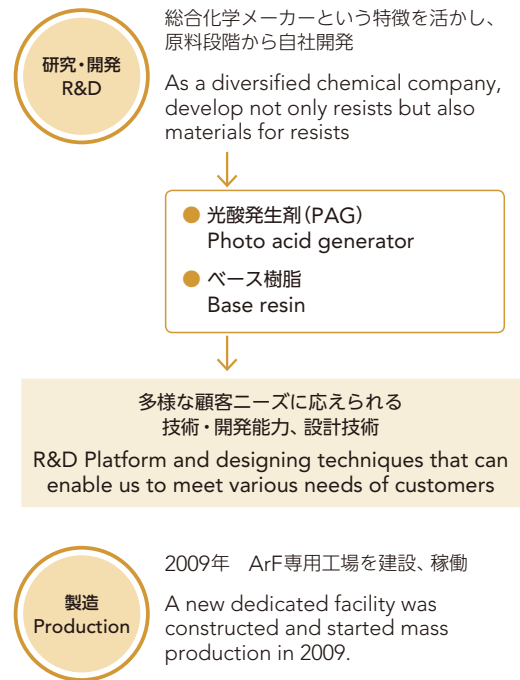 研究・開発
R&D
総合化学メーカーという特徴を活かし、
原料段階から自社開発
As a diversified chemical company,
develop not only resists but also
materials for resists
光酸発生剤(PAG)
Photo acid generator
ベース樹脂
Base resin
多様な顧客ニーズに応えられる
技術・開発能力、設計技術
R&D Platform and designing techniques that can
enable us to meet various needs of customers
製造
Production
2009年 ArF専用工場を建設、稼働
A new dedicated facility was
constructed and started mass
production in 2009.